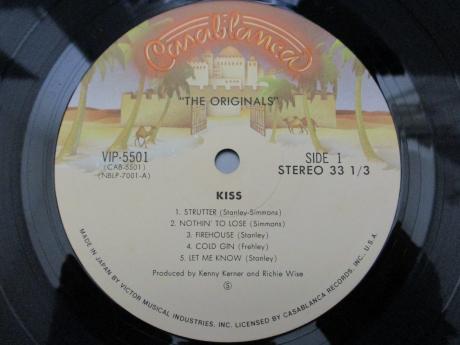 Casablanca
"THE ORIGINALS"
VIP-5501
(CAB-5501)
(NBLP-7001-A)
SIDE 1
STEREO 33 1/3
KISS
1. STRUTTER (Stanley-Simmons)
2. NOTHIN' TO LOSE (Simmons)
3. FIREHOUSE (Stanley)
4. COLD GIN (Frehley)
5. LET ME KNOW (Stanley)
Produced by Kenny Kerner and Richie Wise
Ⓢ
MADE IN JAPAN BY VICTOR MUSICAL INDUSTRIES, INC. LICENSED BY CASABLANCA RECORDS, INC., U.S.A.